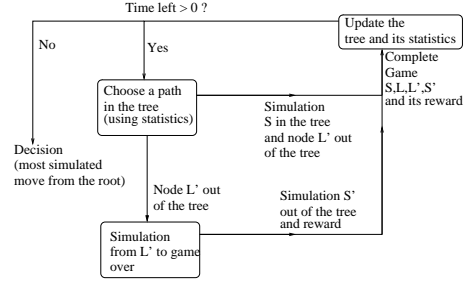 Time left > 0 ?
Update the
tree and its statistics
No
Yes
Complete
Game
S,L,L',S'
and its reward
Choose a path
in the tree
(using statistics)
Simulation
S in the tree
and node L' out
of the tree
Decision
(most simulated
move from the root)
Node L' out
of the tree
Simulation S'
out of the tree
and reward
Simulation
from L' to game
over